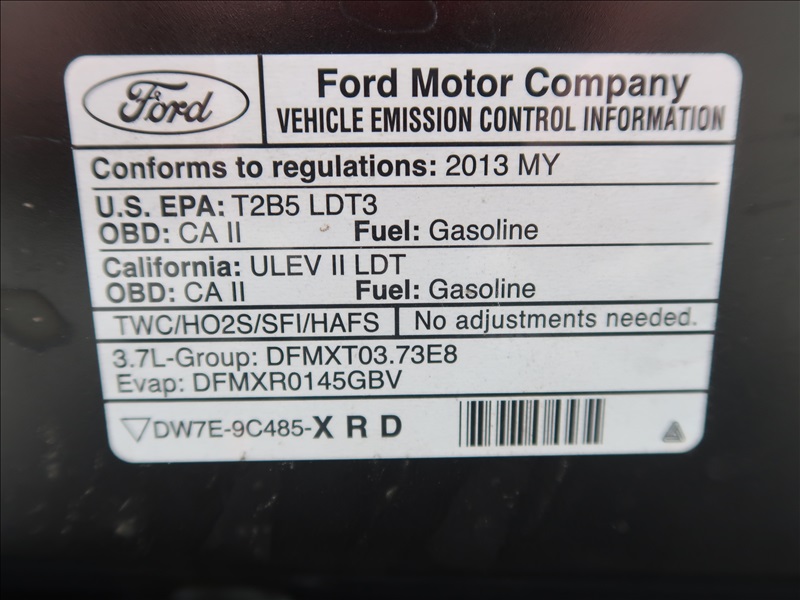 Ford
Ford Motor Company
VEHICLE EMISSION CONTROL INFORMATION
Conforms to regulations: 2013 MY
U.S. EPA: T2B5 LDT3
OBD: CA II Fuel: Gasoline
California: ULEV II LDT
OBD: CA II Fuel: Gasoline
TWC/HO2S/SFI/HAFS No adjustments needed.
3.7L-Group: DFMXT03.73E8
Evap: DFMXR0145GBV
DW7E-9C485-X R D